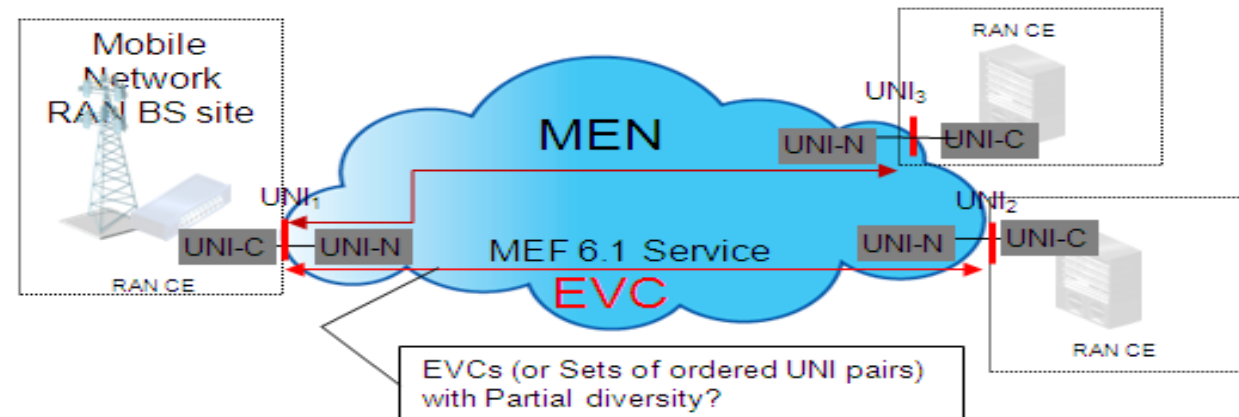 Mobile
Network
RAN BS site
UNI₁
UNI-C
UNI-N
RAN CE
MEN
MEF 6.1 Service
EVC
RAN CE
UNI₃
UNI-N
UNI-C
UNI₂
UNI-N
UNI-C
RAN CE
EVCs (or Sets of ordered UNI pairs)
with Partial diversity?